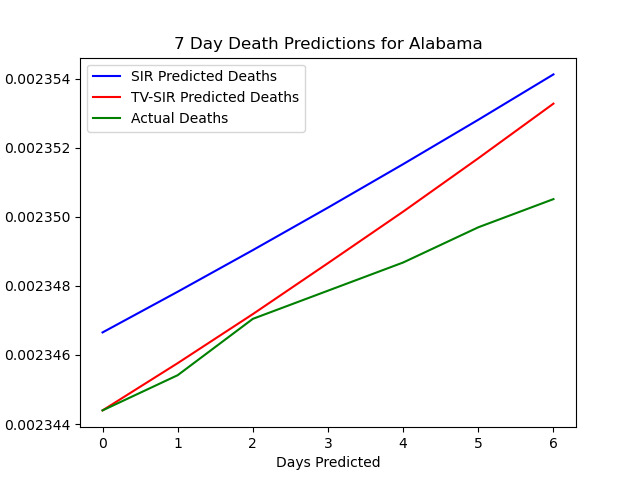 7 Day Death Predictions for Alabama
SIR Predicted Deaths
TV-SIR Predicted Deaths
Actual Deaths
0.002354
0.002352
0.002350
0.002348
0.002346
0.002344
0 1 2 3 4 5 6
Days Predicted